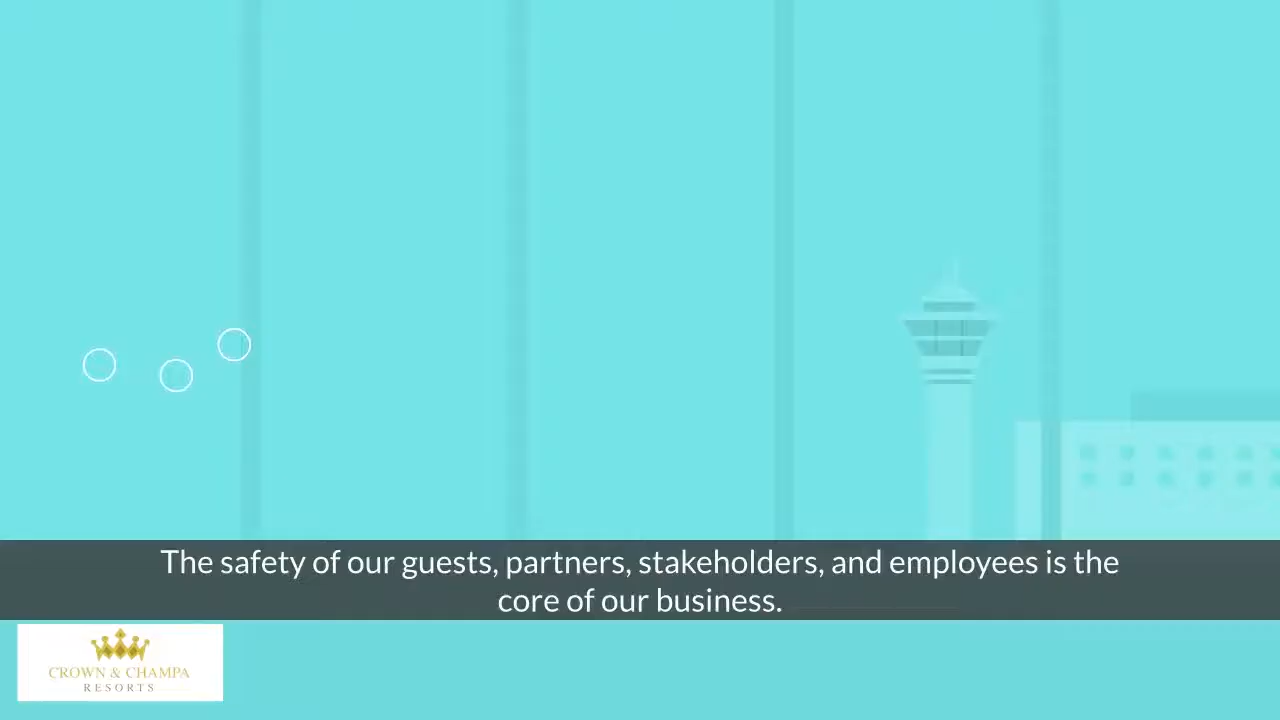 The safety of our guests, partners, stakeholders, and employees is the
core of our business.
CROWN & CHAMPA
RESORTS